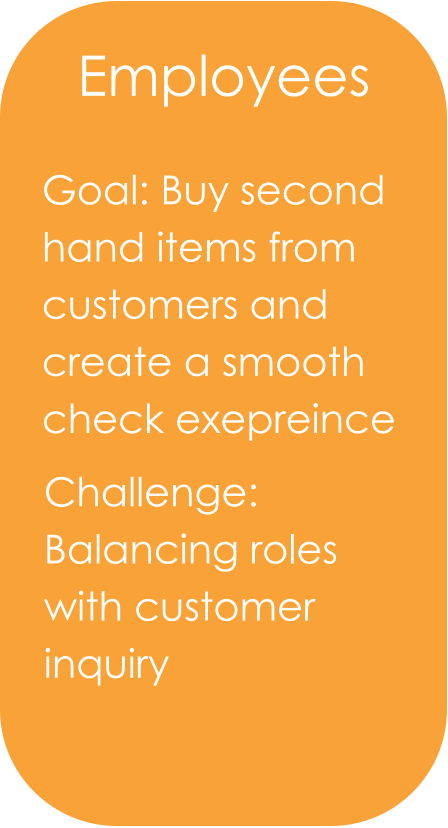 Employees
Goal: Buy second
hand items from
customers and
create a smooth
check exepreince
Challenge:
Balancing roles
with customer
inquiry